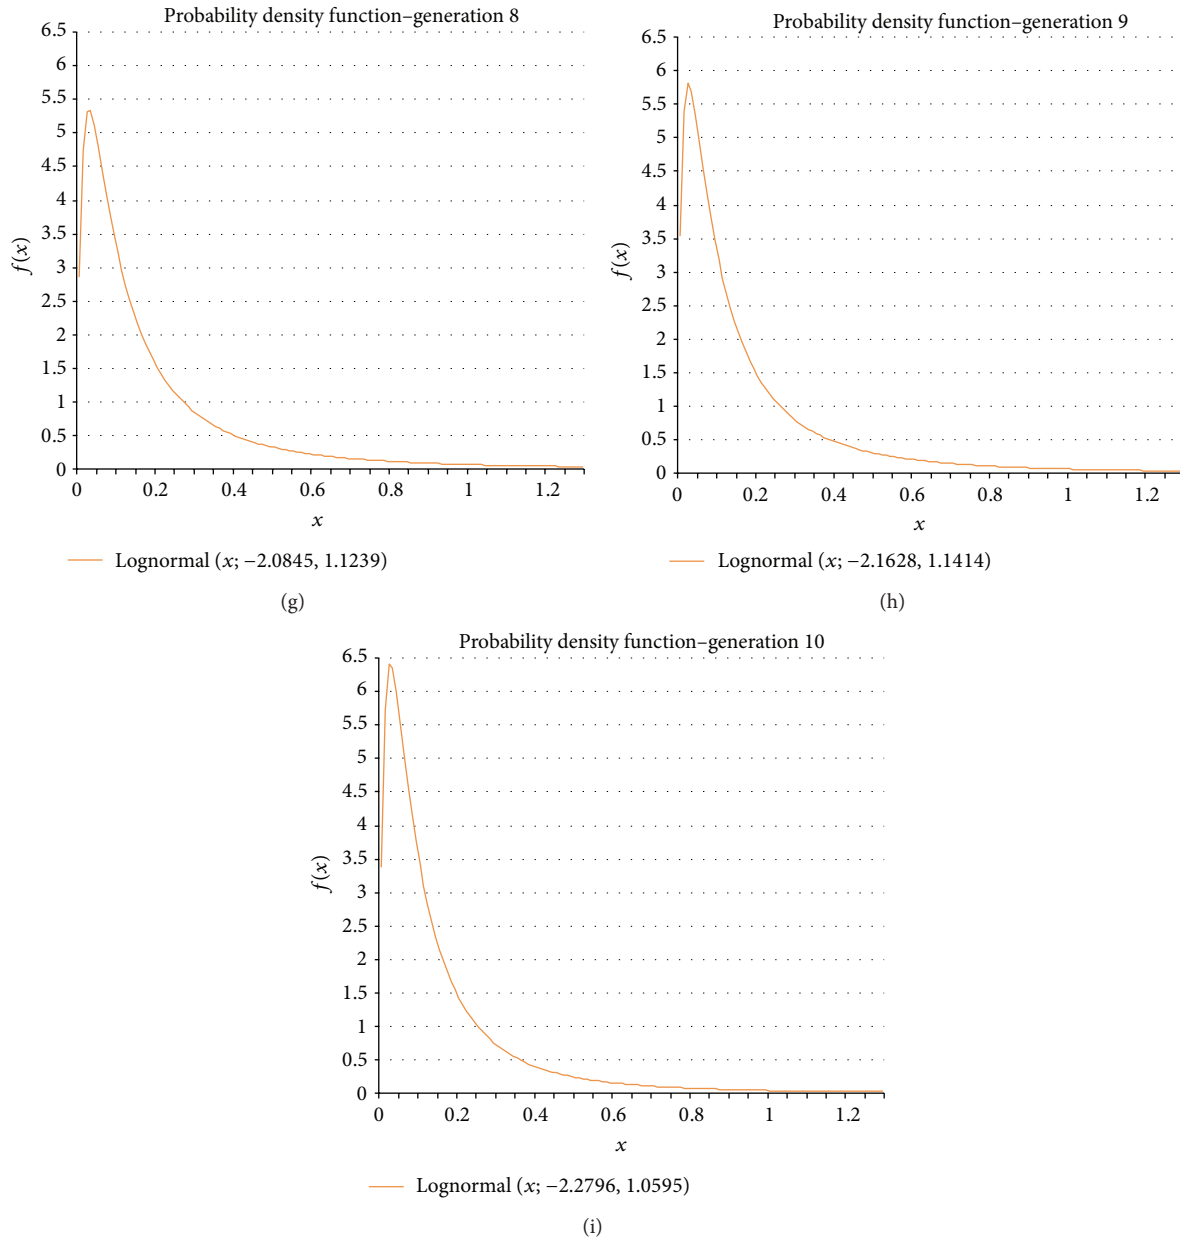 Probability density function–generation 8
6.5
6
5.5
5
4.5
4
3.5
3
2.5
2
1.5
1
0.5
0
f(x)
0 0.2 0.4 0.6 0.8 1 1.2
x
Lognormal (x; −2.0845, 1.1239)
(g)
Probability density function–generation 9
6.5
6
5.5
5
4.5
4
3.5
3
2.5
2
1.5
1
0.5
0
f(x)
0 0.2 0.4 0.6 0.8 1 1.2
x
Lognormal (x; −2.1628, 1.1414)
(h)
Probability density function–generation 10
6.5
6
5.5
5
4.5
4
3.5
3
2.5
2
1.5
1
0.5
0
f(x)
0 0.2 0.4 0.6 0.8 1 1.2
x
Lognormal (x; −2.2796, 1.0595)
(i)